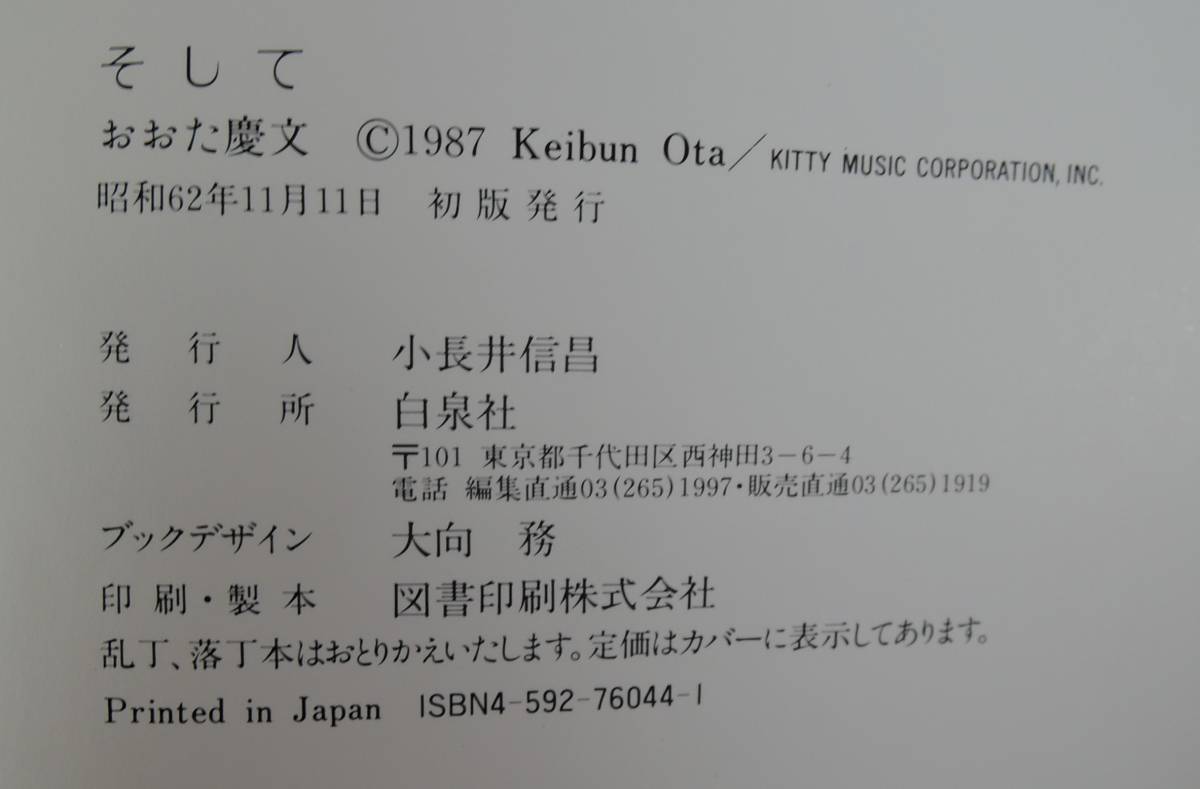 そして
おおた慶文 ©1987 Keibun Ota／KITTY MUSIC CORPORATION, INC.
昭和62年11月11日 初版発行
発行人 小長井信昌
発行所 白泉社
〒101 東京都千代田区西神田3-6-4
電話 編集直通03(265)1997・販売直通03(265)1919
ブックデザイン 大向 務
印刷・製本 図書印刷株式会社
乱丁、落丁本はおとりかえいたします。定価はカバーに表示してあります。
Printed in Japan ISBN4-592-76044-1